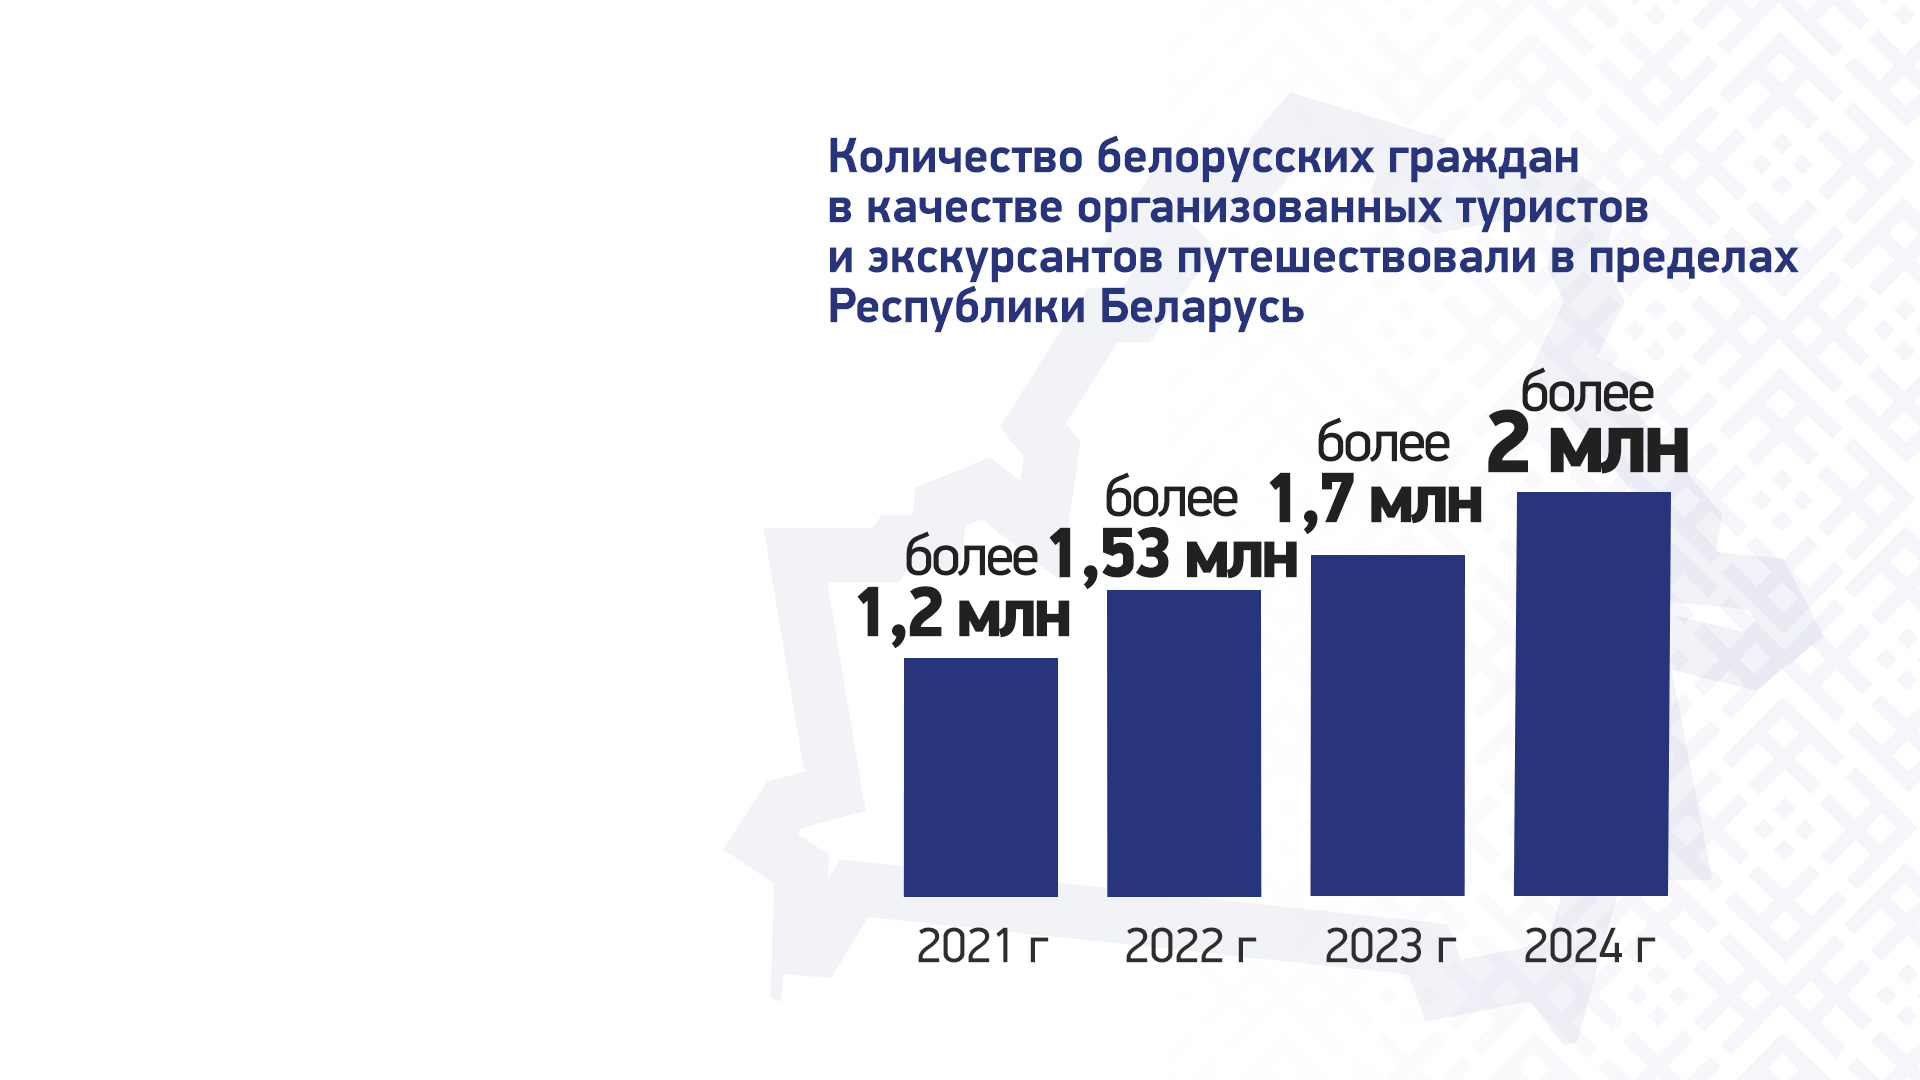 Количество белорусских граждан
в качестве организованных туристов
и экскурсантов путешествовали в пределах
Республики Беларусь
более
1,2 млн
более
1,53 млн
более
1,7 млн
более
2 млн
2021 г
2022 г
2023 г
2024 г